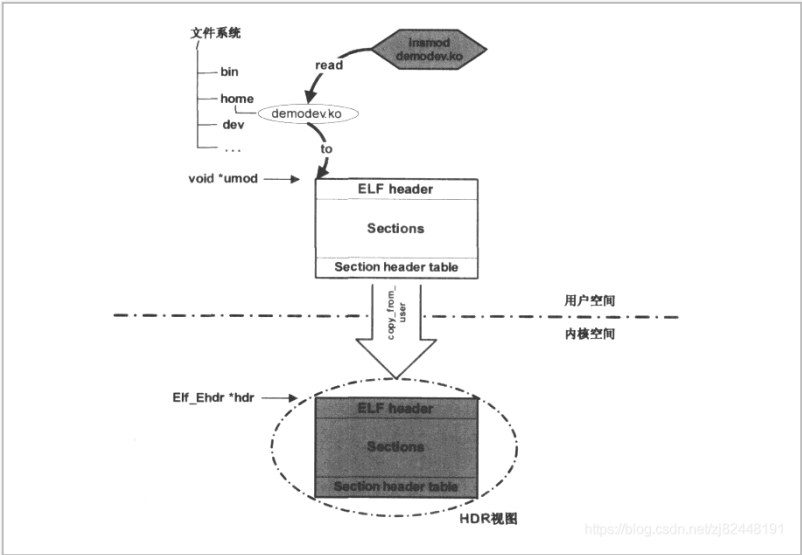 文件系统
insmod
demodev.ko
read
bin
home
demodev.ko
dev
...
to
void *umod
ELF header
Sections
Section header table
copy_from_
user
用户空间
内核空间
Elf_Ehdr *hdr
ELF header
Sections
Section header table
HDR视图
https://blog.csdn.net/zj82448191